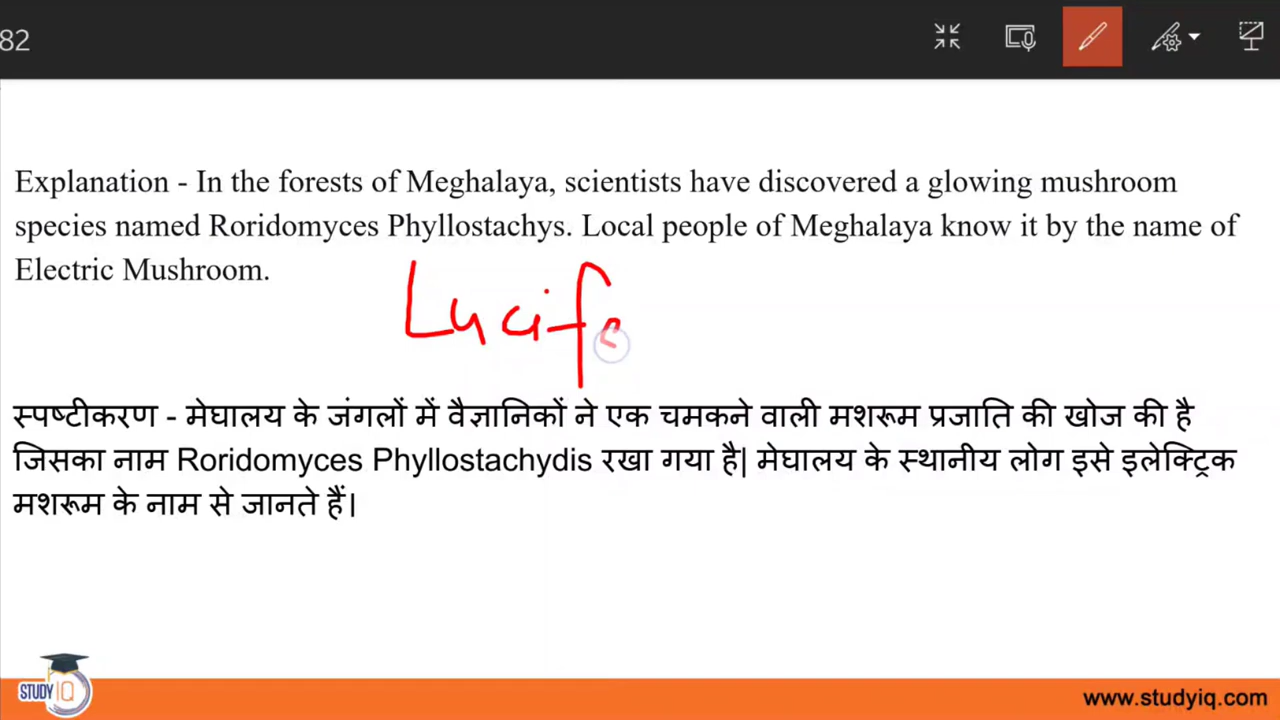 82
Explanation - In the forests of Meghalaya, scientists have discovered a glowing mushroom
species named Roridomyces Phyllostachys. Local people of Meghalaya know it by the name of
Electric Mushroom.
Lucife
स्पष्टीकरण - मेघालय के जंगलों में वैज्ञानिकों ने एक चमकने वाली मशरूम प्रजाति की खोज की है
जिसका नाम Roridomyces Phyllostachydis रखा गया है| मेघालय के स्थानीय लोग इसे इलेक्ट्रिक
मशरूम के नाम से जानते हैं।
STUDY IQ
www.studyiq.com